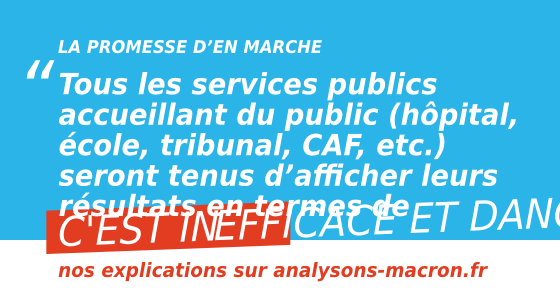 LA PROMESSE D’EN MARCHE
“
Tous les services publics
accueillant du public (hôpital,
école, tribunal, CAF, etc.)
seront tenus d’afficher leurs
résultats en termes de
C'EST INEFFICACE ET DANG
nos explications sur analysons-macron.fr